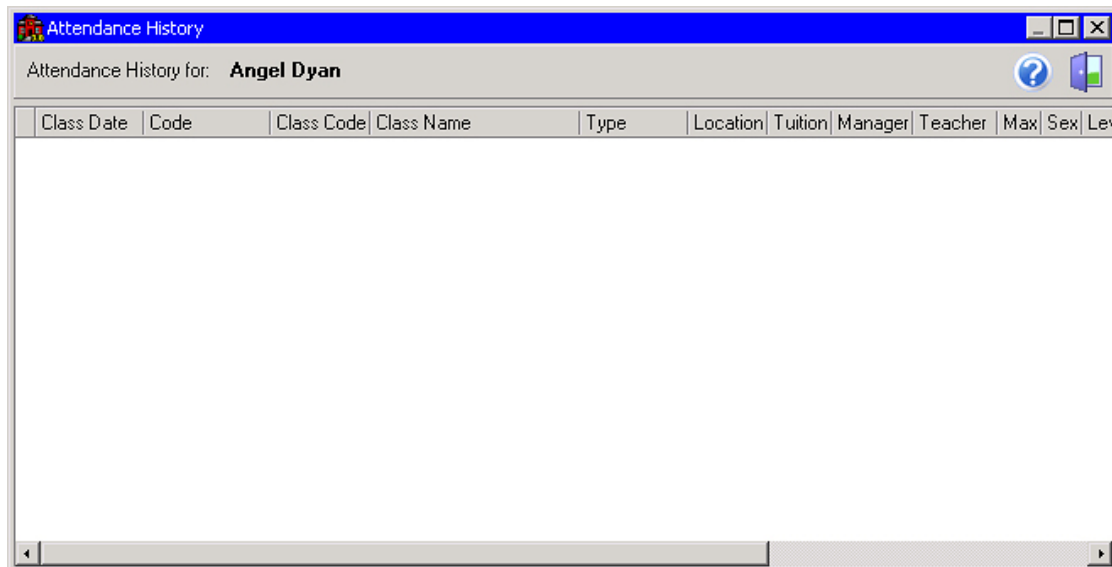 Attendance History
Attendance History for: Angel Dyan
Class Date Code Class Code Class Name Type Location Tuition Manager Teacher Max Sex Lev